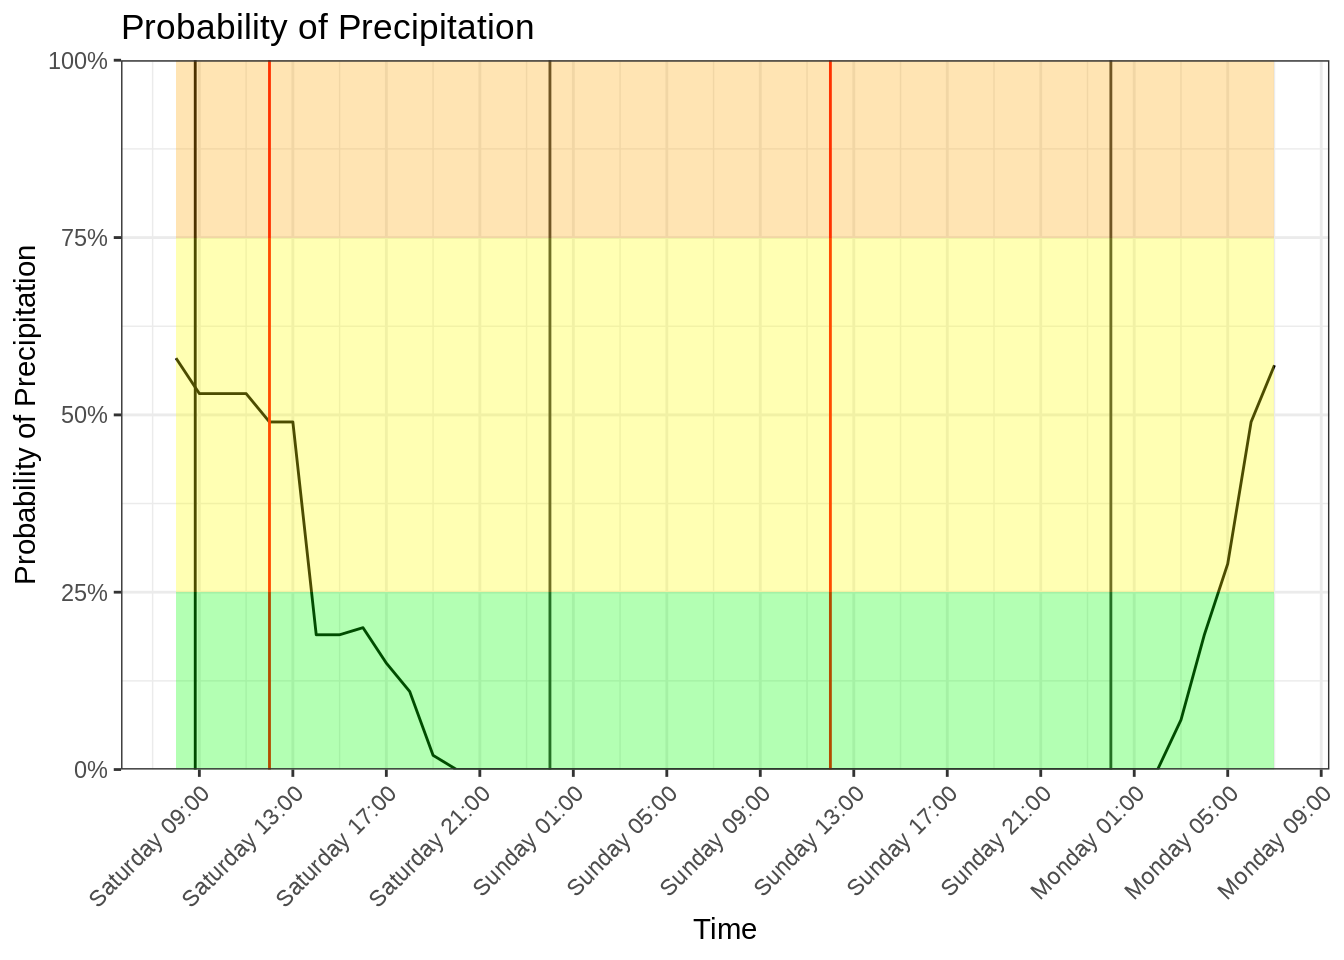 Probability of Precipitation
Probability of Precipitation
100%
75%
50%
25%
0%
Saturday 09:00
Saturday 13:00
Saturday 17:00
Saturday 21:00
Sunday 01:00
Sunday 05:00
Sunday 09:00
Sunday 13:00
Sunday 17:00
Sunday 21:00
Monday 01:00
Monday 05:00
Monday 09:00
Time